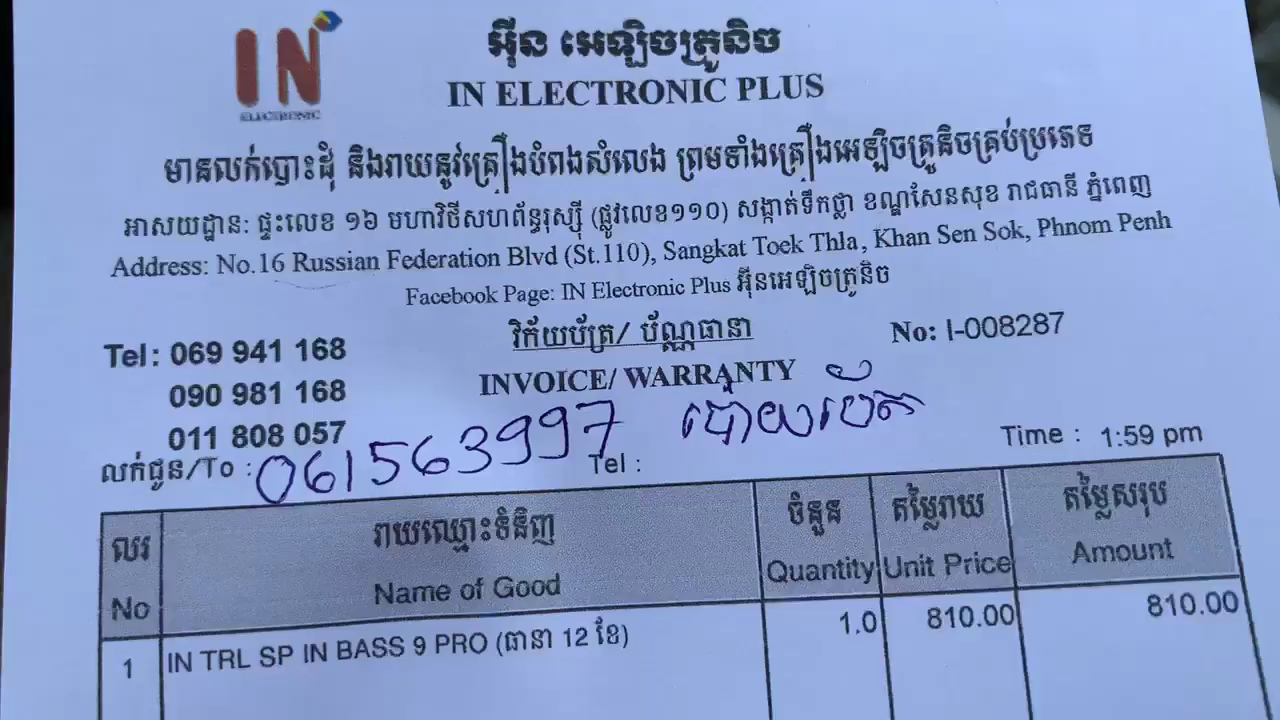 IN
ELECTRONIC
អ៊ីន អេឡិចត្រូនិច
IN ELECTRONIC PLUS
មានលក់បោះដុំ និងរាយនូវគ្រឿងបំពងសំលេង ព្រមទាំងគ្រឿងអេឡិចត្រូនិចគ្រប់ប្រភេទ
អាសយដ្ឋាន: ផ្ទះលេខ ១៦ មហាវិថីសហព័ន្ធរុស្ស៊ី (ផ្លូវលេខ១១០) សង្កាត់ទឹកថ្លា ខណ្ឌសែនសុខ រាជធានី ភ្នំពេញ
Address: No.16 Russian Federation Blvd (St.110), Sangkat Toek Thla, Khan Sen Sok, Phnom Penh
Facebook Page: IN Electronic Plus អ៊ីនអេឡិចត្រូនិច
វិក័យប័ត្រ/ ប័ណ្ណធានា
No: I-008287
INVOICE/ WARRANTY
Tel: 069 941 168
090 981 168
011 808 057
លក់ជូន/To : 061563997 ប៉ោយប៉ែត
Tel :
Time : 1:59 pm
លរ រាយឈ្មោះទំនិញ ចំនួន តម្លៃរាយ តម្លៃសរុប
No Name of Good Quantity Unit Price Amount
1 IN TRL SP IN BASS 9 PRO (ធានា 12 ខែ) 1.0 810.00 810.00